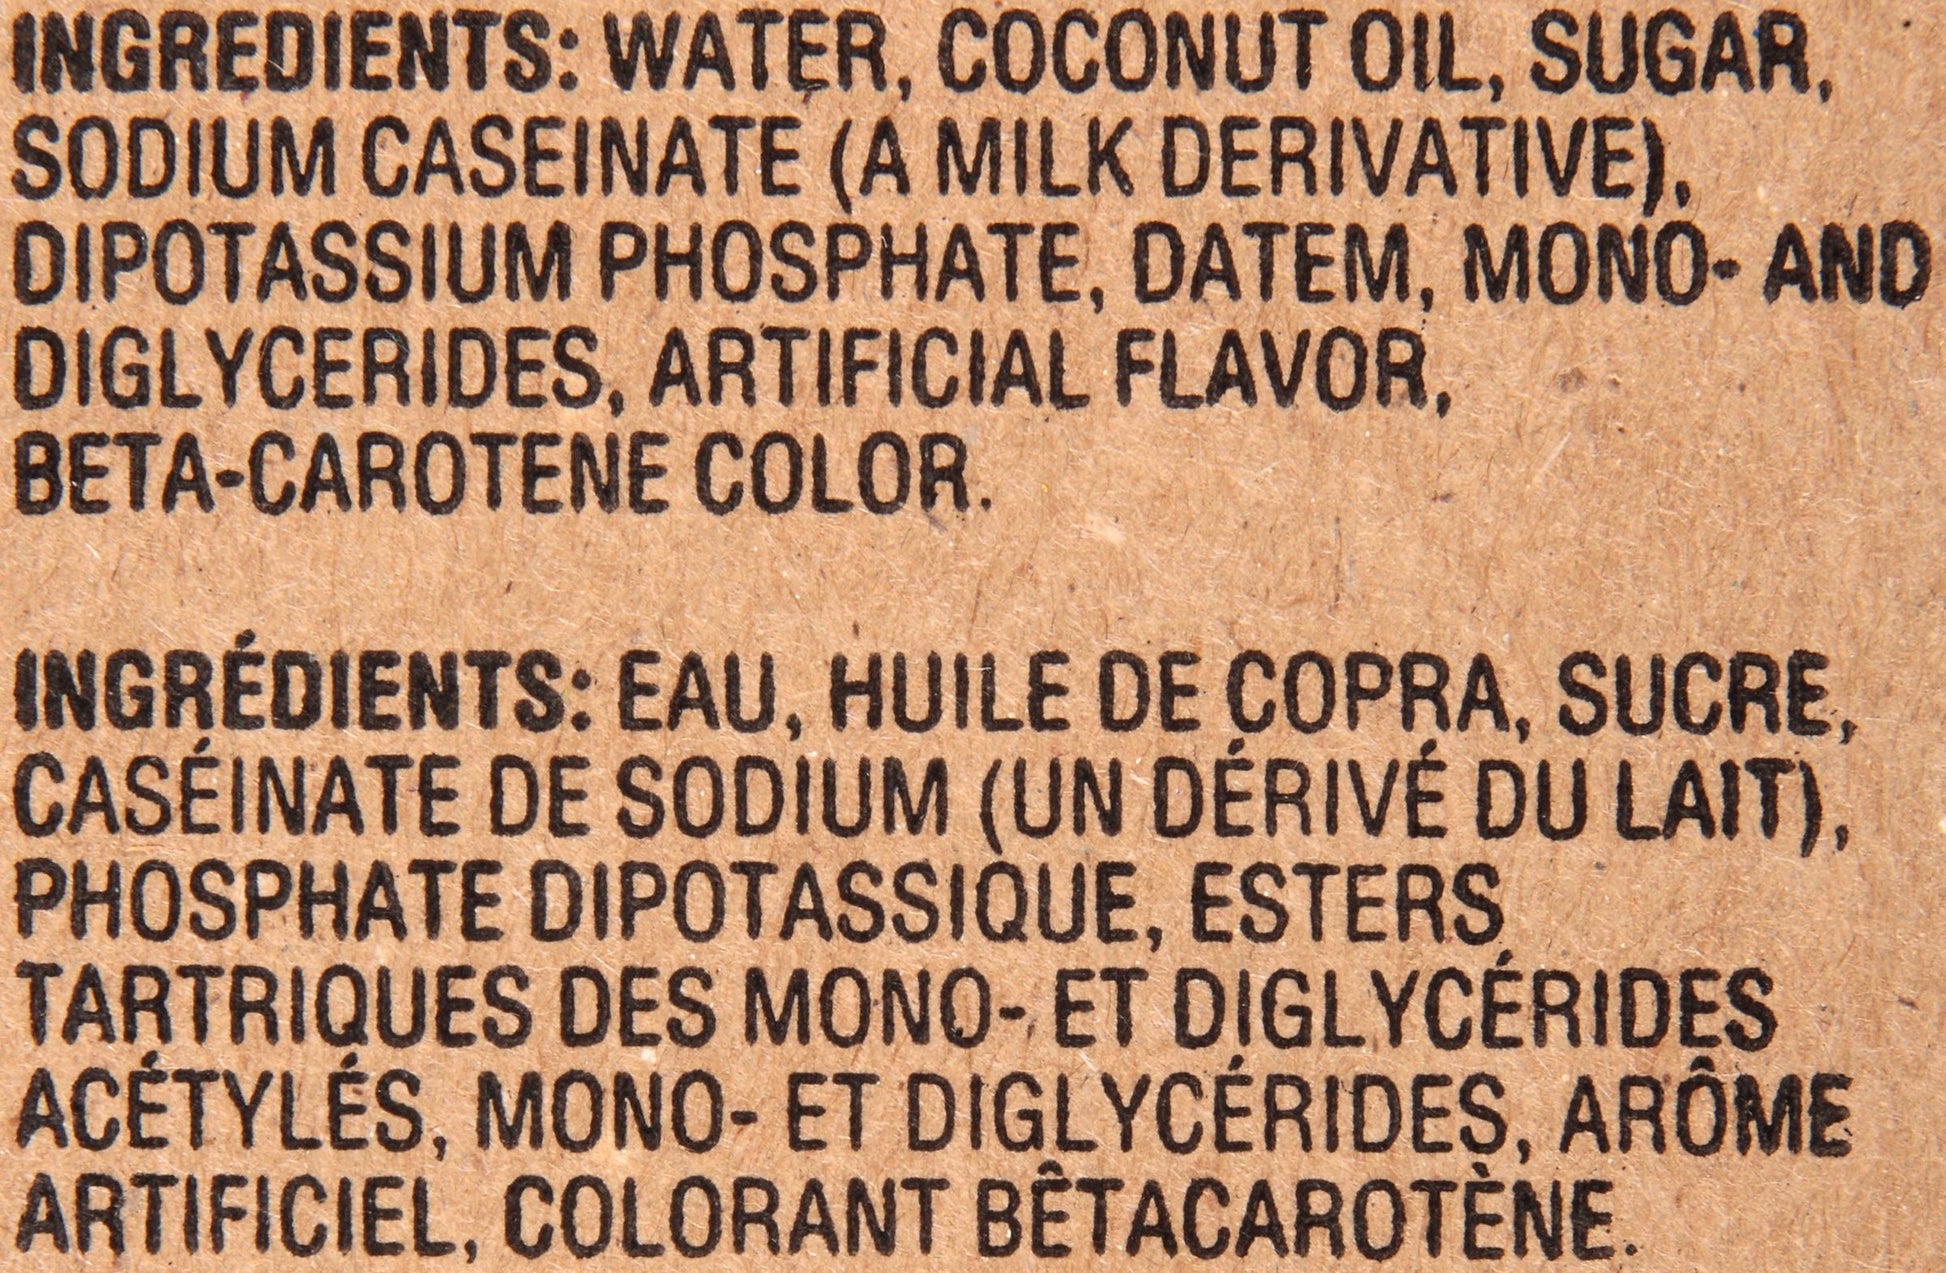 INGREDIENTS: WATER, COCONUT OIL, SUGAR,
SODIUM CASEINATE (A MILK DERIVATIVE),
DIPOTASSIUM PHOSPHATE, DATEM, MONO- AND
DIGLYCERIDES, ARTIFICIAL FLAVOR,
BETA-CAROTENE COLOR.
INGRÉDIENTS: EAU, HUILE DE COPRA, SUCRE,
CASÉINATE DE SODIUM (UN DÉRIVÉ DU LAIT),
PHOSPHATE DIPOTASSIQUE, ESTERS
TARTRIQUES DES MONO- ET DIGLYCÉRIDES
ACÉTYLÉS, MONO- ET DIGLYCÉRIDES, ARÔME
ARTIFICIEL, COLORANT BÊTACAROTÈNE.